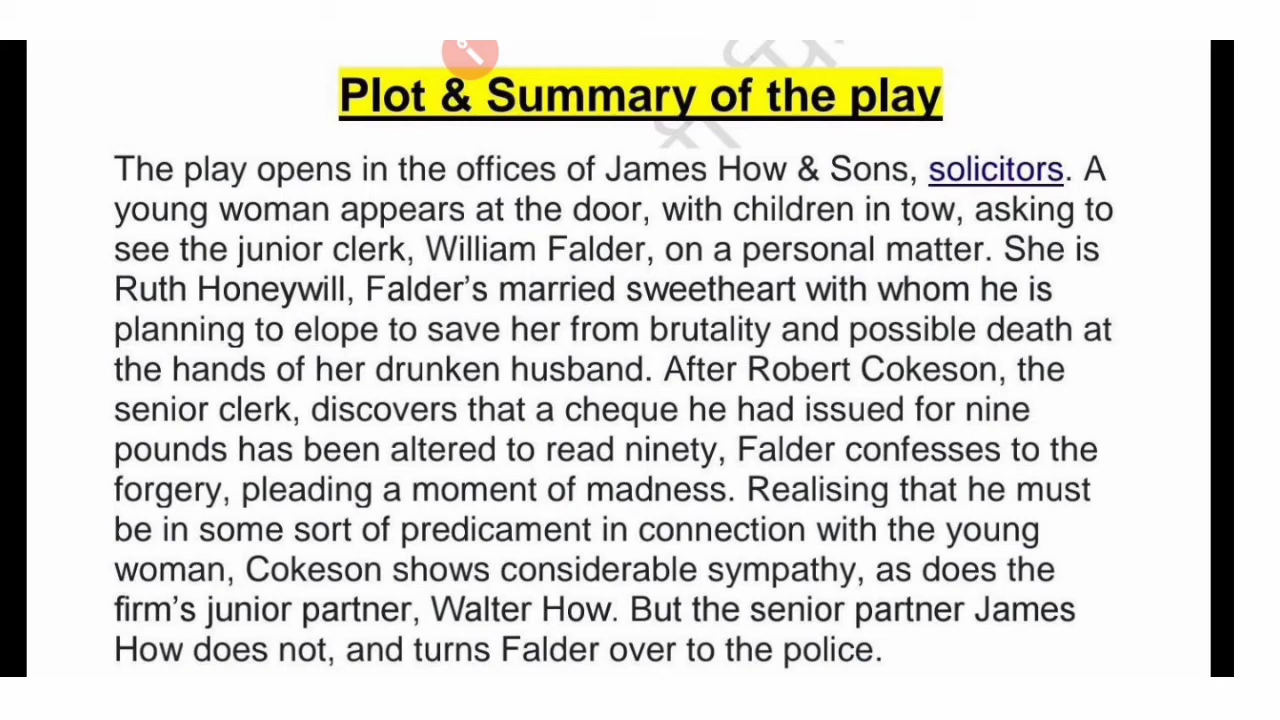 Plot & Summary of the play
The play opens in the offices of James How & Sons, solicitors. A
young woman appears at the door, with children in tow, asking to
see the junior clerk, William Falder, on a personal matter. She is
Ruth Honeywill, Falder’s married sweetheart with whom he is
planning to elope to save her from brutality and possible death at
the hands of her drunken husband. After Robert Cokeson, the
senior clerk, discovers that a cheque he had issued for nine
pounds has been altered to read ninety, Falder confesses to the
forgery, pleading a moment of madness. Realising that he must
be in some sort of predicament in connection with the young
woman, Cokeson shows considerable sympathy, as does the
firm’s junior partner, Walter How. But the senior partner James
How does not, and turns Falder over to the police.